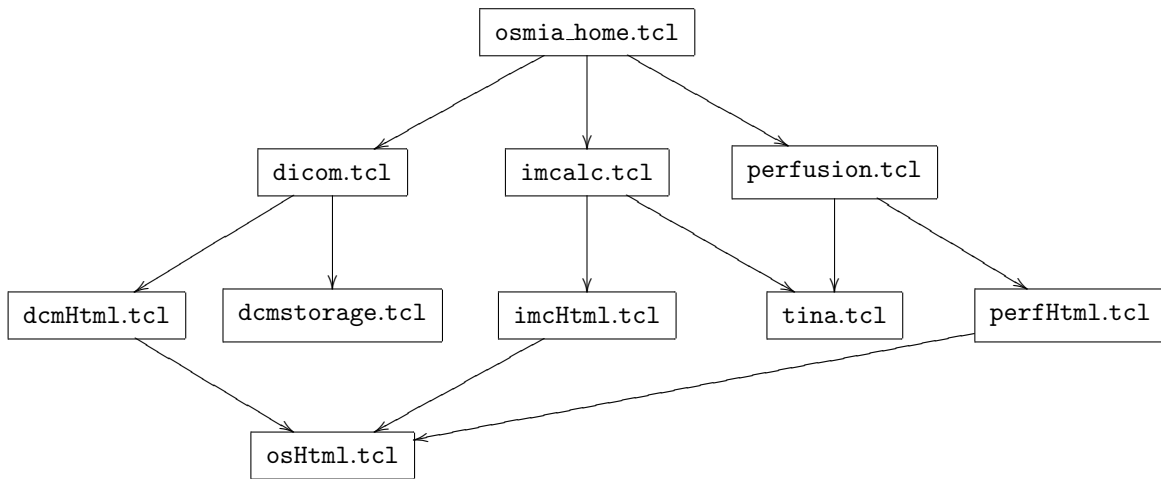 osmia_home.tcl
dicom.tcl
imcalc.tcl
perfusion.tcl
dcmHtml.tcl
dcmstorage.tcl
imcHtml.tcl
tina.tcl
perfHtml.tcl
osHtml.tcl